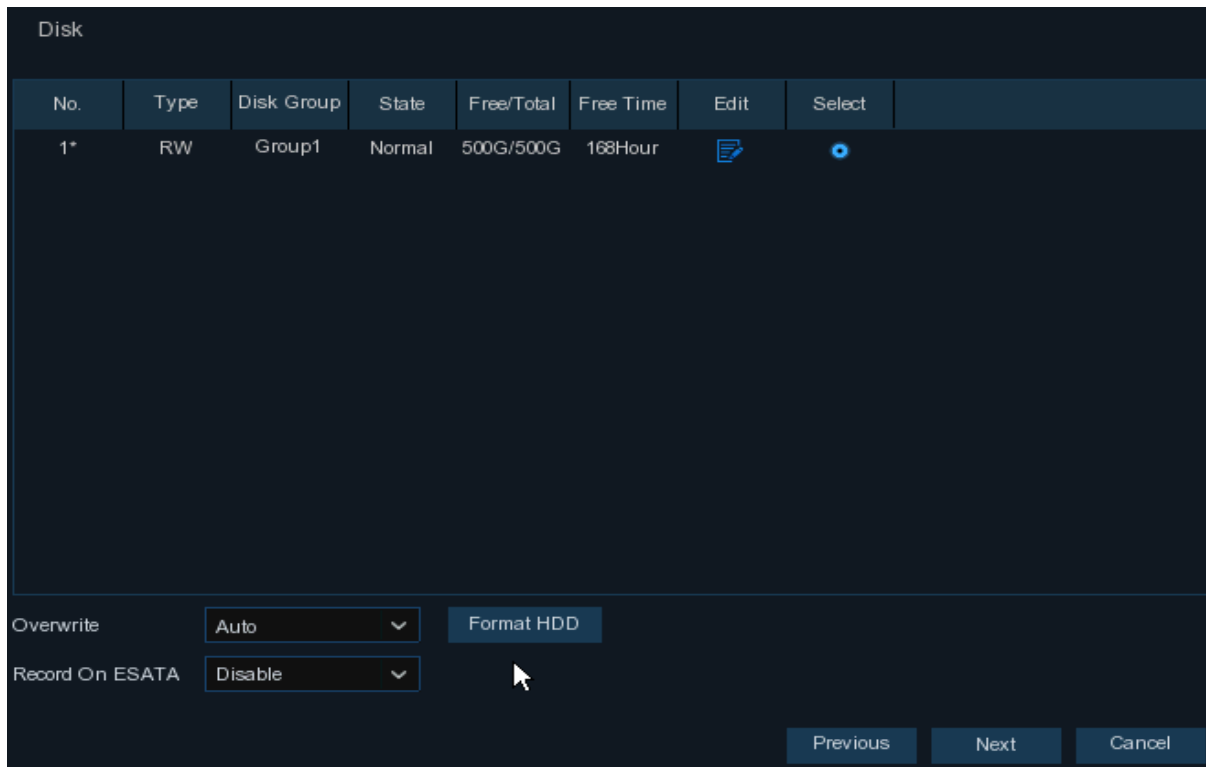 Disk
No. Type Disk Group State Free/Total Free Time Edit Select
1* RW Group1 Normal 500G/500G 168Hour
Overwrite Auto Format HDD
Record On ESATA Disable
Previous Next Cancel